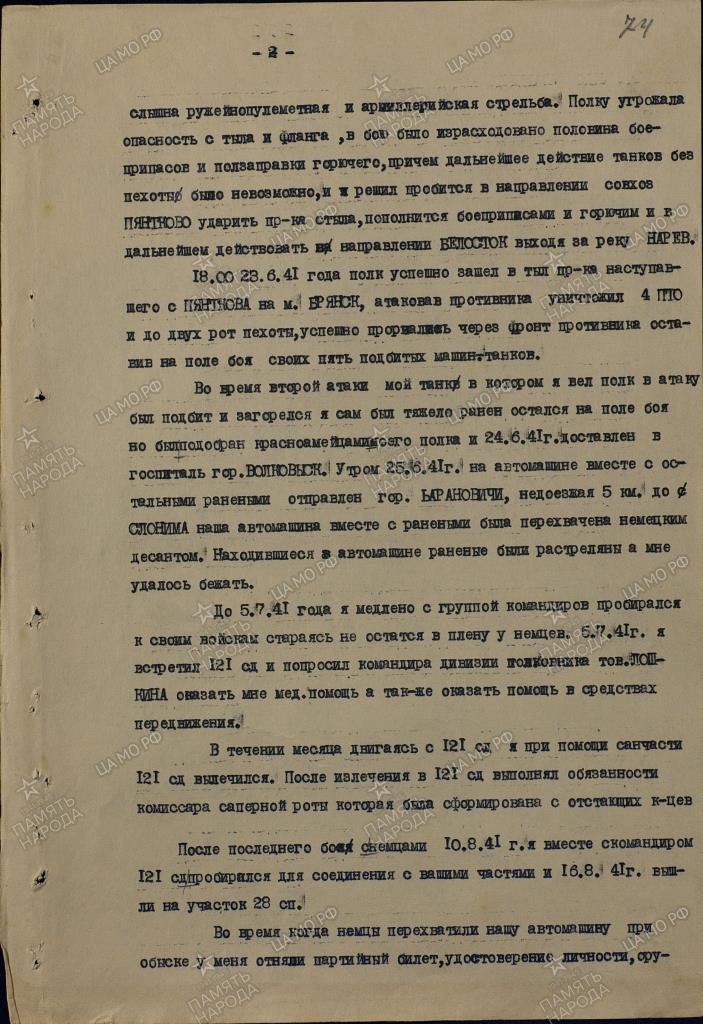 74
- 2 -
слышна ружейнопулеметная и армиллерийская стрельба. Полку угрожала
опасность с тыла и фланга ,в бою было израсходовано половина бое-
припасов и ползаправки горючего,причем дальнейшее действие танков без
пехоты было невозможно,и я решил пробится в направлении совхоз
ПЯНТКОВО ударить пр-ка стыла,пополнится боеприпасами и горючим и в
дальнейшем действовать в направлении БЕЛОСТОК выходя за реку НАРЕВ.
18.00 23.6.41 года полк успешно зашел в тыл пр-ка наступав-
шего с ПЯНТКОВА на м. БРЯНСК, атаковав противника уничтожил 4 ПТО
и до двух рот пехоты,успешно прорвались через фронт противника оста-
вив на поле боя своих пять подбитых машин-танков.
Во время второй атаки мой танк в котором я вел полк в атаку
был подбит и загорелся я сам был тяжело ранен остался на поле боя
но был подобран красноамейцами моего полка и 24.6.41г. доставлен в
госпиталь гор.ВОЛКОВЫСК. Утром 25.6.41г. на автомашине вместе с ос-
тальными ранеными отправлен гор. БАРАНОВИЧИ, недоезжая 5 км. до
СЛОНИМА наша автомашина вместе с ранеными была перехвачена немецким
десантом. Находившиеся в автомашине раненые были растреляны а мне
удалось бежать.
До 5.7.41 года я медлено с группой командиров пробирался
к своим войскам стараясь не остатся в плену у немцев. 5.7.41г. я
встретил 121 сд и попросил командира дивизии полковника тов.ЛОШ-
КИНА оказать мне мед.помощь а так-же оказать помощь в средствах
передвижения.
В течении месяца двигаясь с 121 сд я при помощи санчасти
121 сд вылечился. После излечения в 121 сд выполнял обязанности
комиссара саперной роты которая была сформирована с отстающих к-цев
После последнего боя с немцами 10.8.41 г.я вместе скомандиром
121 сд пробирался для соединения с вашими частями и 16.8. 41г. выш-
ли на участок 28 сп.
Во время когда немцы перехватили нашу автомашину при
обыске у меня отняли партийный билет,удостоверение личности,ору-
ЦАМО РФ
ПАМЯТЬ НАРОДА